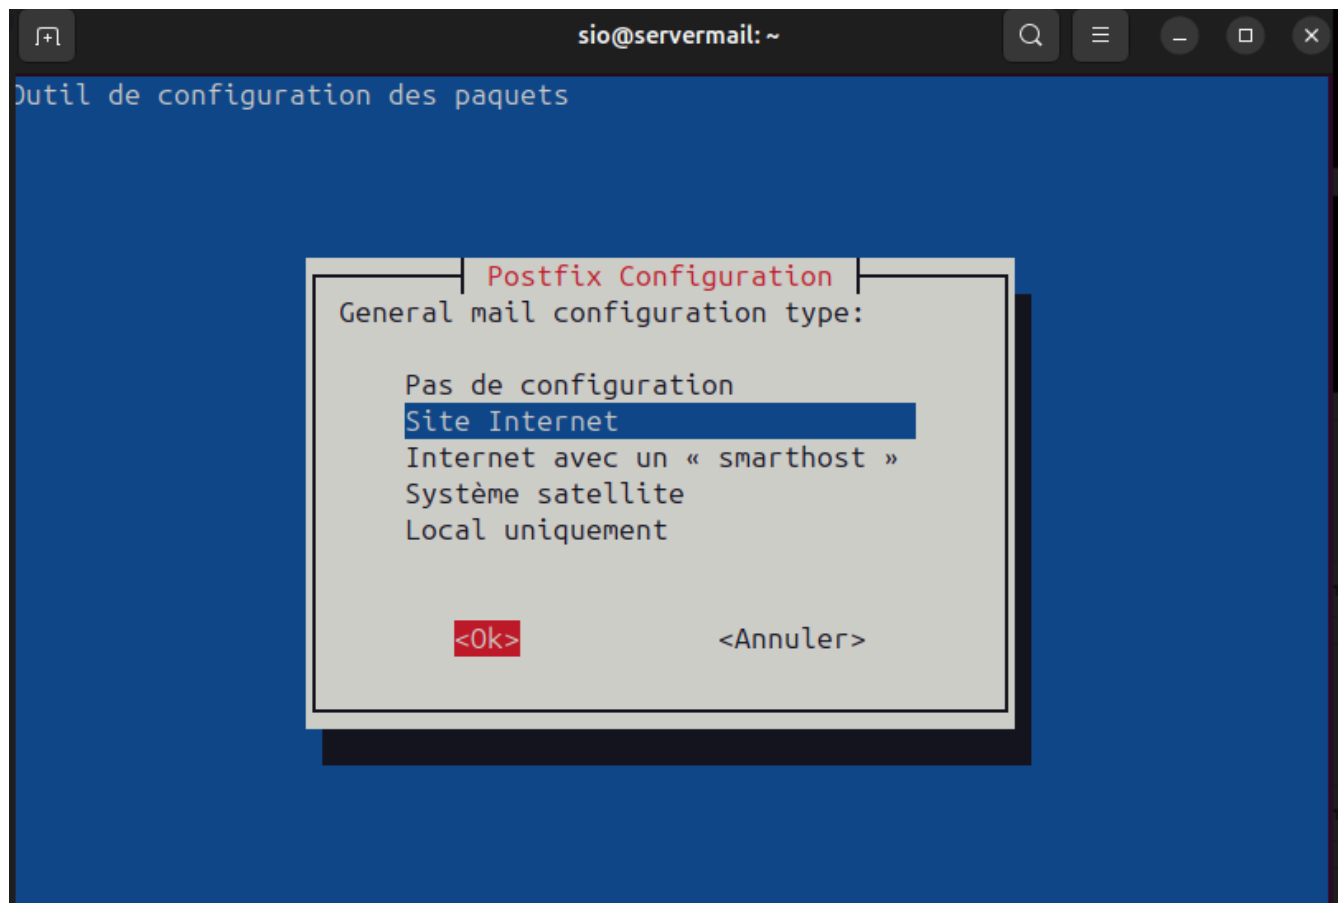 sio@servermail: ~
Outil de configuration des paquets
Postfix Configuration
General mail configuration type:
Pas de configuration
Site Internet
Internet avec un « smarthost »
Système satellite
Local uniquement
<Ok> <Annuler>